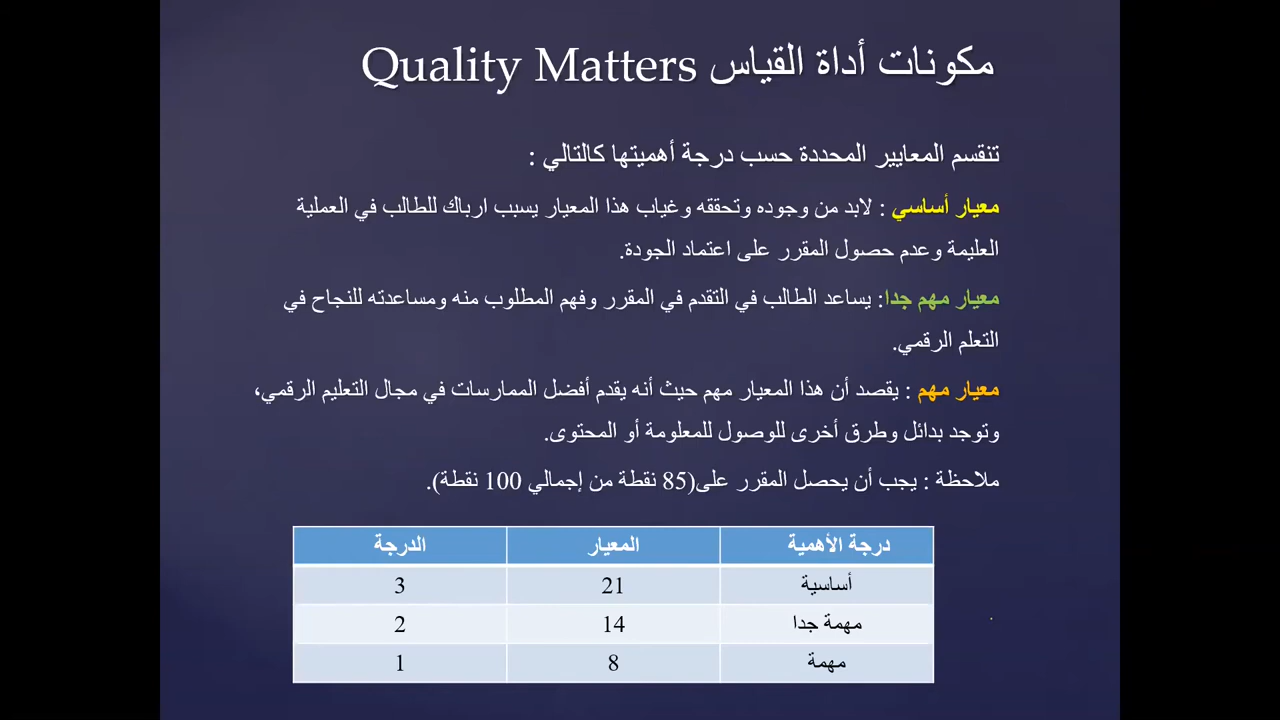 مكونات أداة القياس Quality Matters
تنقسم المعايير المحددة حسب درجة أهميتها كالتالي :
معيار أساسي : لابد من وجوده وتحققه وغياب هذا المعيار يسبب ارباك للطالب في العملية
العليمة وعدم حصول المقرر على اعتماد الجودة.
معيار مهم جدا: يساعد الطالب في التقدم في المقرر وفهم المطلوب منه ومساعدته للنجاح في
التعلم الرقمي.
معيار مهم : يقصد أن هذا المعيار مهم حيث أنه يقدم أفضل الممارسات في مجال التعليم الرقمي،
وتوجد بدائل وطرق أخرى للوصول للمعلومة أو المحتوى.
ملاحظة : يجب أن يحصل المقرر على(85 نقطة من إجمالي 100 نقطة).
درجة الأهمية المعيار الدرجة
أساسية 21 3
مهمة جدا 14 2
مهمة 8 1